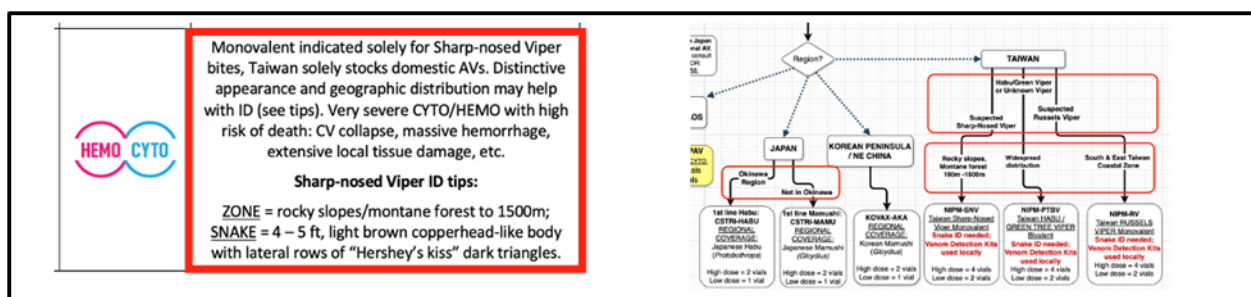 Monovalent indicated solely for Sharp-nosed Viper
bites, Taiwan solely stocks domestic AVs. Distinctive
appearance and geographic distribution may help
with ID (see tips). Very severe CYTO/HEMO with high
risk of death: CV collapse, massive hemorrhage,
extensive local tissue damage, etc.
HEMO CYTO
Sharp-nosed Viper ID tips:
ZONE = rocky slopes/montane forest to 1500m;
SNAKE = 4 – 5 ft, light brown copperhead-like body
with lateral rows of “Hershey’s kiss” dark triangles.
Region?
TAIWAN
Habu/Green Viper
or Unknown Viper
Suspected
Sharp-Nosed Viper
Suspected
Russels Viper
JAPAN
KOREAN PENINSULA
/ NE CHINA
Okinawa
Region
Not in Okinawa
Rocky slopes,
Montane forest
100m -1500m
Widespread
distribution
South & East Taiwan
Coastal Zone
1st line Habu:
CSTRI-HABU
REGIONAL
COVERAGE:
Japanese Habu
(Protobothrops)
High dose = 2 vials
Low dose = 1 vial
1st line Mamushi:
CSTRI-MAMU
REGIONAL
COVERAGE:
Japanese Mamushi
(Gloydius)
High dose = 2 vials
Low dose = 1 vial
KOVAX-AKA
REGIONAL
COVERAGE:
Korean Mamushi
(Gloydius)
High dose = 2 vials
Low dose = 1 vial
NIPM-SNV
Taiwan Sharp-Nosed
Viper Monovalent
Snake ID needed;
Venom Detection Kits
used locally
High dose = 4 vials
Low dose = 2 vials
NIPM-PTBV
Taiwan HABU /
GREEN TREE VIPER
Bivalent
Snake ID needed;
Venom Detection Kits
used locally
High dose = 2 vials
Low dose = 1 vial
NIPM-RV
Taiwan RUSSELS
VIPER Monovalent
Snake ID needed;
Venom Detection Kits
used locally
High dose = 4 vials
Low dose = 2 vials